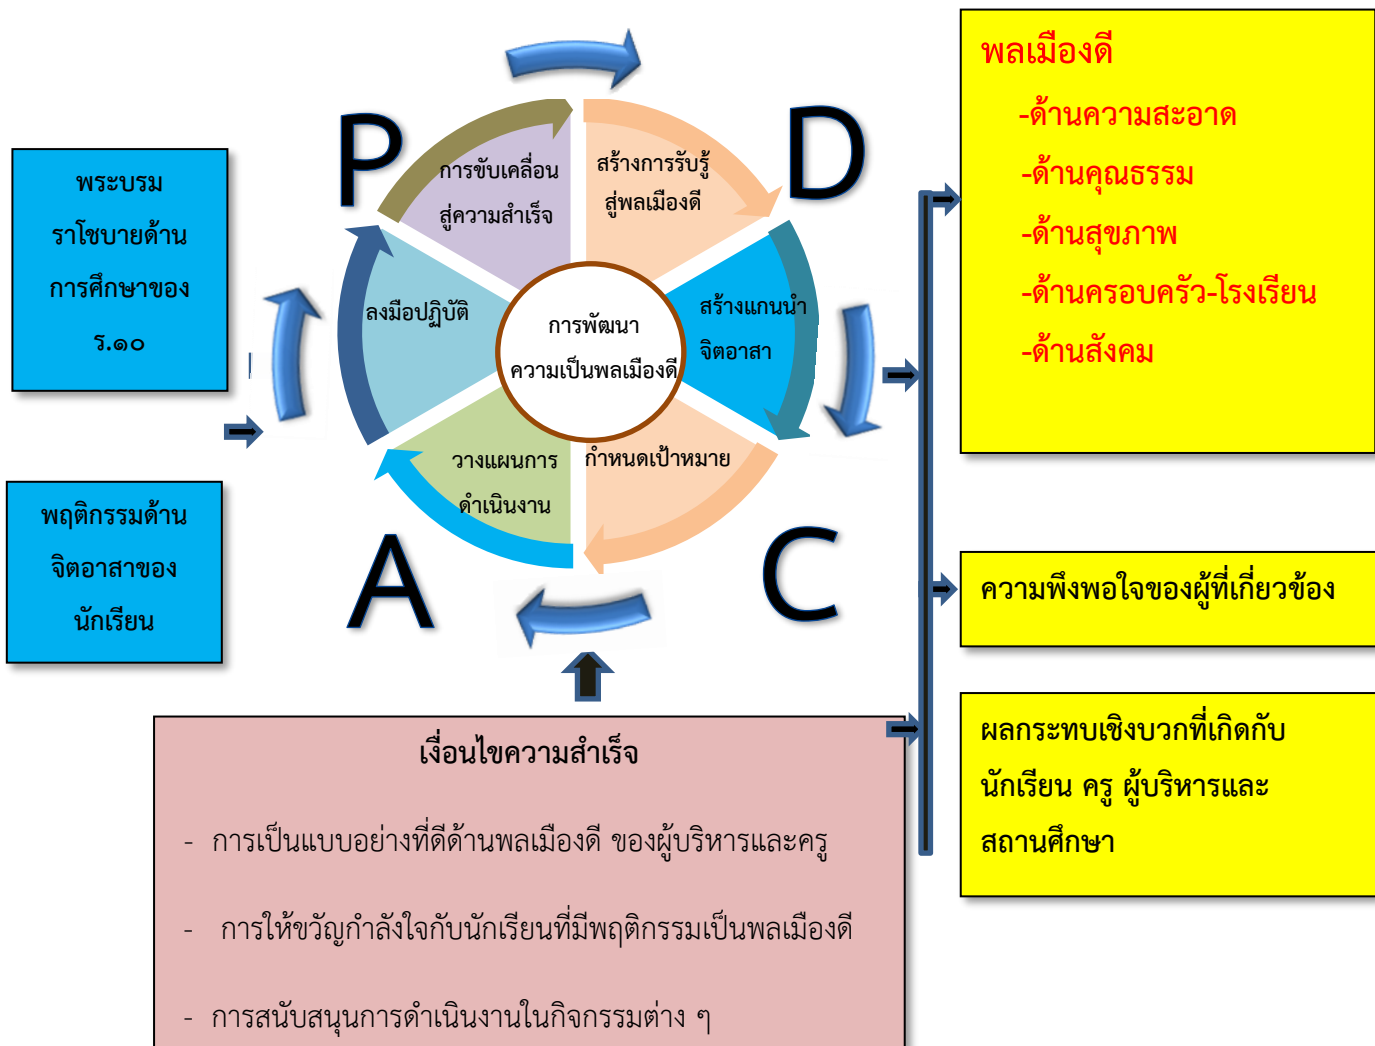 พระบรม
ราโชบายด้าน
การศึกษาของ
ร.๑๐
พฤติกรรมด้าน
จิตอาสาของ
นักเรียน
P
D
C
A
การขับเคลื่อน
สู่ความสำเร็จ
สร้างการรับรู้
สู่พลเมืองดี
สร้างแกนนำ
จิตอาสา
กำหนดเป้าหมาย
วางแผนการ
ดำเนินงาน
ลงมือปฏิบัติ
การพัฒนา
ความเป็นพลเมืองดี
พลเมืองดี
-ด้านความสะอาด
-ด้านคุณธรรม
-ด้านสุขภาพ
-ด้านครอบครัว-โรงเรียน
-ด้านสังคม
ความพึงพอใจของผู้ที่เกี่ยวข้อง
ผลกระทบเชิงบวกที่เกิดกับ
นักเรียน ครู ผู้บริหารและ
สถานศึกษา
เงื่อนไขความสำเร็จ
- การเป็นแบบอย่างที่ดีด้านพลเมืองดี ของผู้บริหารและครู
- การให้ขวัญกำลังใจกับนักเรียนที่มีพฤติกรรมเป็นพลเมืองดี
- การสนับสนุนการดำเนินงานในกิจกรรมต่าง ๆ